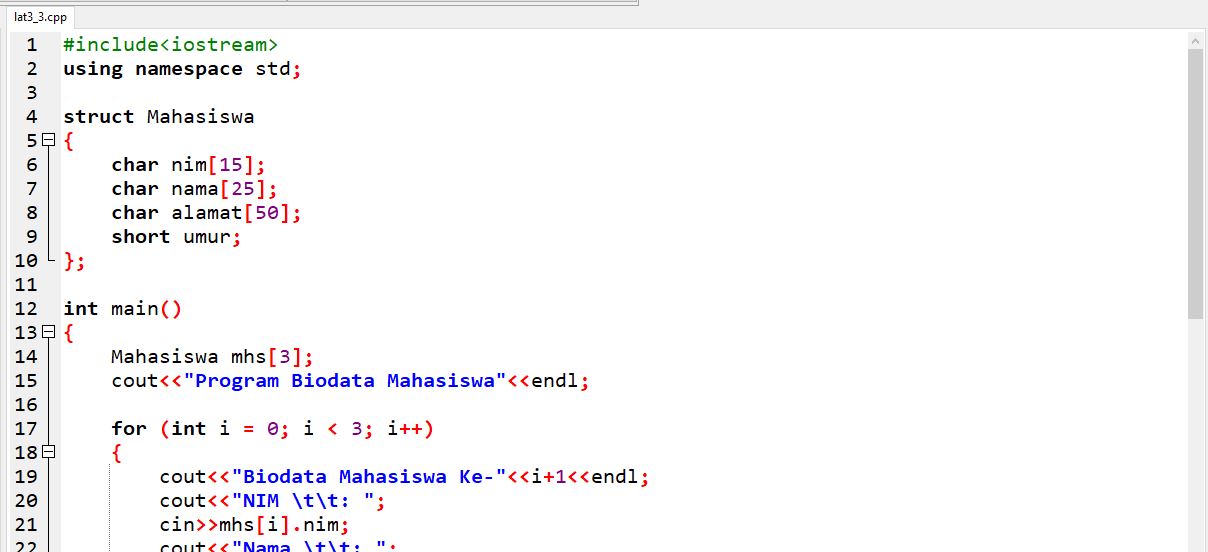 lat3_3.cpp
1 #include<iostream>
2 using namespace std;
3
4 struct Mahasiswa
5 {
6 char nim[15];
7 char nama[25];
8 char alamat[50];
9 short umur;
10 };
11
12 int main()
13 {
14 Mahasiswa mhs[3];
15 cout<<"Program Biodata Mahasiswa"<<endl;
16
17 for (int i = 0; i < 3; i++)
18 {
19 cout<<"Biodata Mahasiswa Ke-"<<i+1<<endl;
20 cout<<"NIM \t\t: ";
21 cin>>mhs[i].nim;
22 cout<<"Nama \t\t: ";